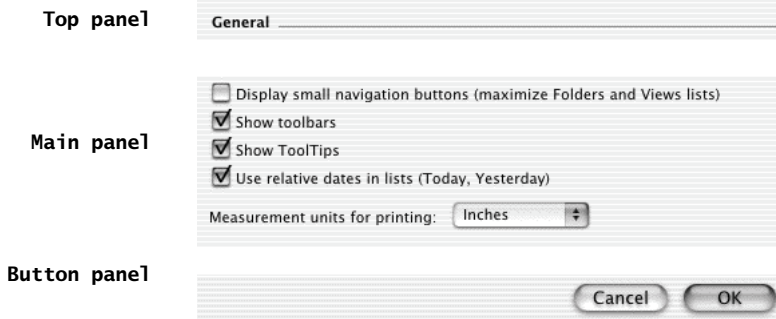 Top panel General
Display small navigation buttons (maximize Folders and Views lists)
Show toolbars
Main panel
Show ToolTips
Use relative dates in lists (Today, Yesterday)
Measurement units for printing: Inches
Button panel
Cancel OK